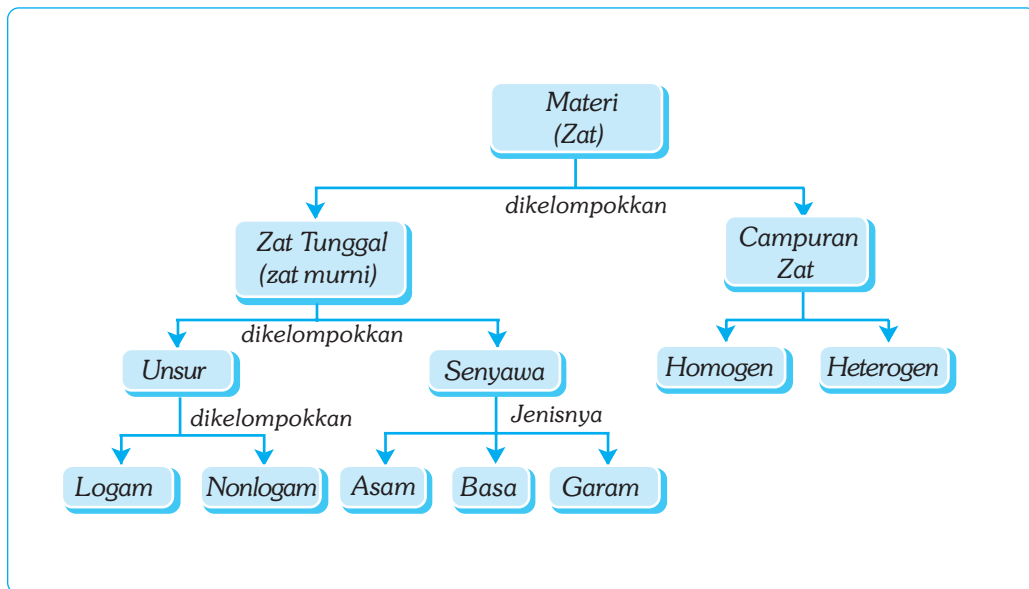 Materi
(Zat)
dikelompokkan
Zat Tunggal
(zat murni)
Campuran
Zat
dikelompokkan
Unsur
Senyawa
Homogen
Heterogen
dikelompokkan
Jenisnya
Logam
Nonlogam
Asam
Basa
Garam